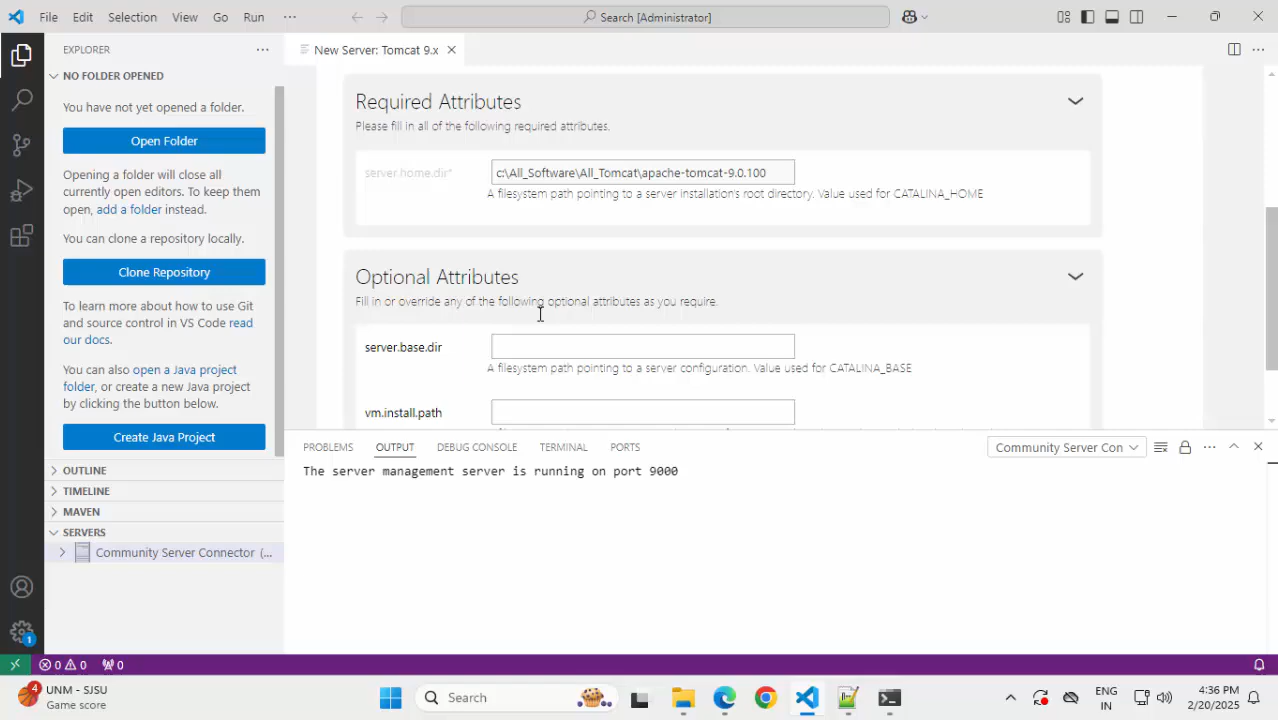 File Edit Selection View Go Run ··· Search [Administrator]
EXPLORER ···
New Server: Tomcat 9.x
NO FOLDER OPENED
You have not yet opened a folder.
Open Folder
Opening a folder will close all
currently open editors. To keep them
open, add a folder instead.
You can clone a repository locally.
Clone Repository
To learn more about how to use Git
and source control in VS Code read
our docs.
You can also open a Java project
folder, or create a new Java project
by clicking the button below.
Create Java Project
OUTLINE
TIMELINE
MAVEN
SERVERS
Community Server Connector (...
Required Attributes
Please fill in all of the following required attributes.
server.home.dir* c:\All_Software\All_Tomcat\apache-tomcat-9.0.100
A filesystem path pointing to a server installation's root directory. Value used for CATALINA_HOME
Optional Attributes
Fill in or override any of the following optional attributes as you require.
server.base.dir
A filesystem path pointing to a server configuration. Value used for CATALINA_BASE
vm.install.path
PROBLEMS OUTPUT DEBUG CONSOLE TERMINAL PORTS Community Server Con ···
The server management server is running on port 9000
0 0 0
4 UNM - SJSU
Game score
Search
1
ENG
IN
4:36 PM
2/20/2025